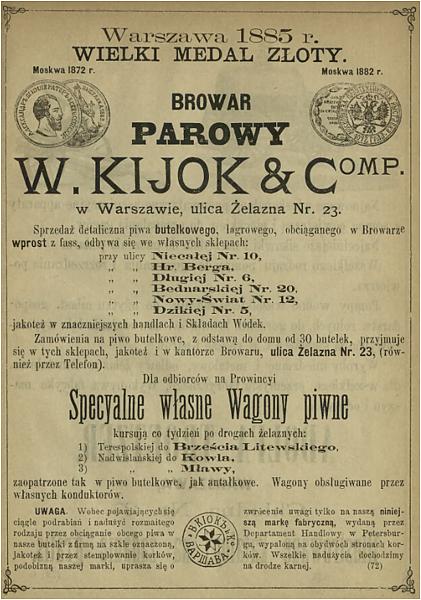 Warszawa 1885 r.
WIELKI MEDAL ZŁOTY.
Moskwa 1872 r.
Moskwa 1882 r.
BROWAR
PAROWY
W. KIJOK & COMP.
w Warszawie, ulica Żelazna Nr. 23.
Sprzedaż detaliczna piwa butelkowego, lagrowego, obciąganego w Browarze
wprost z fass, odbywa się we własnych sklepach:
przy ulicy Niecałej Nr. 10,
„ „ Hr. Berga,
„ „ Długiej Nr. 6,
„ „ Bednarskiej Nr. 20,
„ „ Nowy-Świat Nr. 12,
„ „ Dzikiej Nr. 5,
jakoteż w znaczniejszych handlach i Składach Wódek.
Zamówienia na piwo butelkowe, z odstawą do domu od 30 butelek, przyjmuje
się w tych sklepach, jakoteż i w kantorze Browaru, ulica Żelazna Nr. 23, (rów-
nież przez Telefon).
Dla odbiorców na Prowincyi
Specyalne własne Wagony piwne
kursują co tydzień po drogach żelaznych:
1) Terespolskiej do Brześcia Litewskiego,
2) Nadwiślańskiej do Kowla,
3) „ „ Mławy,
zaopatrzone tak w piwo butelkowe, jak antałkowe. Wagony obsługiwane przez
własnych konduktorów.
UWAGA. Wobec pojawiających się
ciągle podrabiań i nadużyć rozmaitego
rodzaju przez obciąganie obcego piwa w
nasze butelki z firmą na szkle oznaczoną,
jakoteż i przez stemplowanie korków,
podobizną naszej marki, uprasza się o
В. КІЮКЪ И Кº
ВАРШАВА
zwrócenie uwagi tylko na naszą niniej-
szą markę fabryczną, wydaną przez
Departament Handlowy w Petersbur-
gu, wypaloną na obydwóch stronach kor-
ków. Wszelkie nadużycia dochodzimy
na drodze karnej. (72)